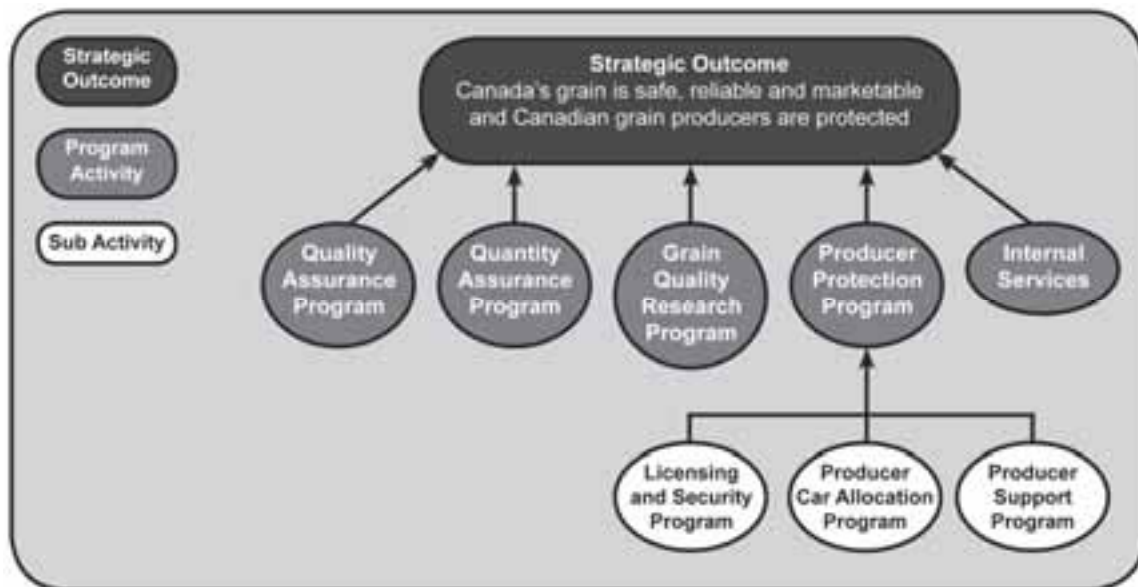 Strategic
Outcome
Program
Activity
Sub Activity
Strategic Outcome
Canada's grain is safe, reliable and marketable
and Canadian grain producers are protected
Quality
Assurance
Program
Quantity
Assurance
Program
Grain
Quality
Research
Program
Producer
Protection
Program
Internal
Services
Licensing
and Security
Program
Producer
Car Allocation
Program
Producer
Support
Program